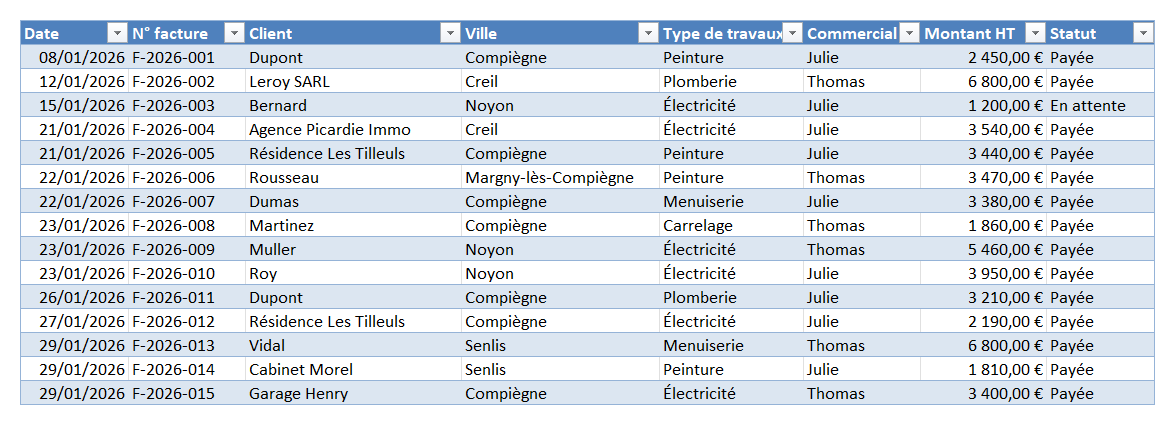 Date N° facture Client Ville Type de travaux Commercial Montant HT Statut
08/01/2026 F-2026-001 Dupont Compiègne Peinture Julie 2 450,00 € Payée
12/01/2026 F-2026-002 Leroy SARL Creil Plomberie Thomas 6 800,00 € Payée
15/01/2026 F-2026-003 Bernard Noyon Électricité Julie 1 200,00 € En attente
21/01/2026 F-2026-004 Agence Picardie Immo Creil Électricité Julie 3 540,00 € Payée
21/01/2026 F-2026-005 Résidence Les Tilleuls Compiègne Peinture Julie 3 440,00 € Payée
22/01/2026 F-2026-006 Rousseau Margny-lès-Compiègne Peinture Thomas 3 470,00 € Payée
22/01/2026 F-2026-007 Dumas Compiègne Menuiserie Julie 3 380,00 € Payée
23/01/2026 F-2026-008 Martinez Compiègne Carrelage Thomas 1 860,00 € Payée
23/01/2026 F-2026-009 Muller Noyon Électricité Thomas 5 460,00 € Payée
23/01/2026 F-2026-010 Roy Noyon Électricité Julie 3 950,00 € Payée
26/01/2026 F-2026-011 Dupont Compiègne Plomberie Julie 3 210,00 € Payée
27/01/2026 F-2026-012 Résidence Les Tilleuls Compiègne Électricité Julie 2 190,00 € Payée
29/01/2026 F-2026-013 Vidal Senlis Menuiserie Thomas 6 800,00 € Payée
29/01/2026 F-2026-014 Cabinet Morel Senlis Peinture Julie 1 810,00 € Payée
29/01/2026 F-2026-015 Garage Henry Compiègne Électricité Thomas 3 400,00 € Payée